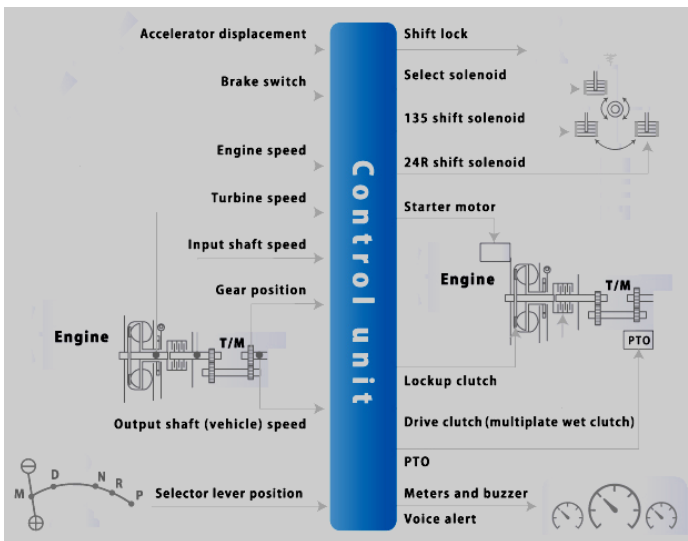 Accelerator displacement
Brake switch
Engine speed
Turbine speed
Input shaft speed
Gear position
Engine
T/M
Output shaft (vehicle) speed
M
D
N
R
P
Selector lever position
Control unit
Shift lock
Select solenoid
135 shift solenoid
24R shift solenoid
Starter motor
Engine
T/M
PTO
Lockup clutch
Drive clutch (multiplate wet clutch)
PTO
Meters and buzzer
Voice alert